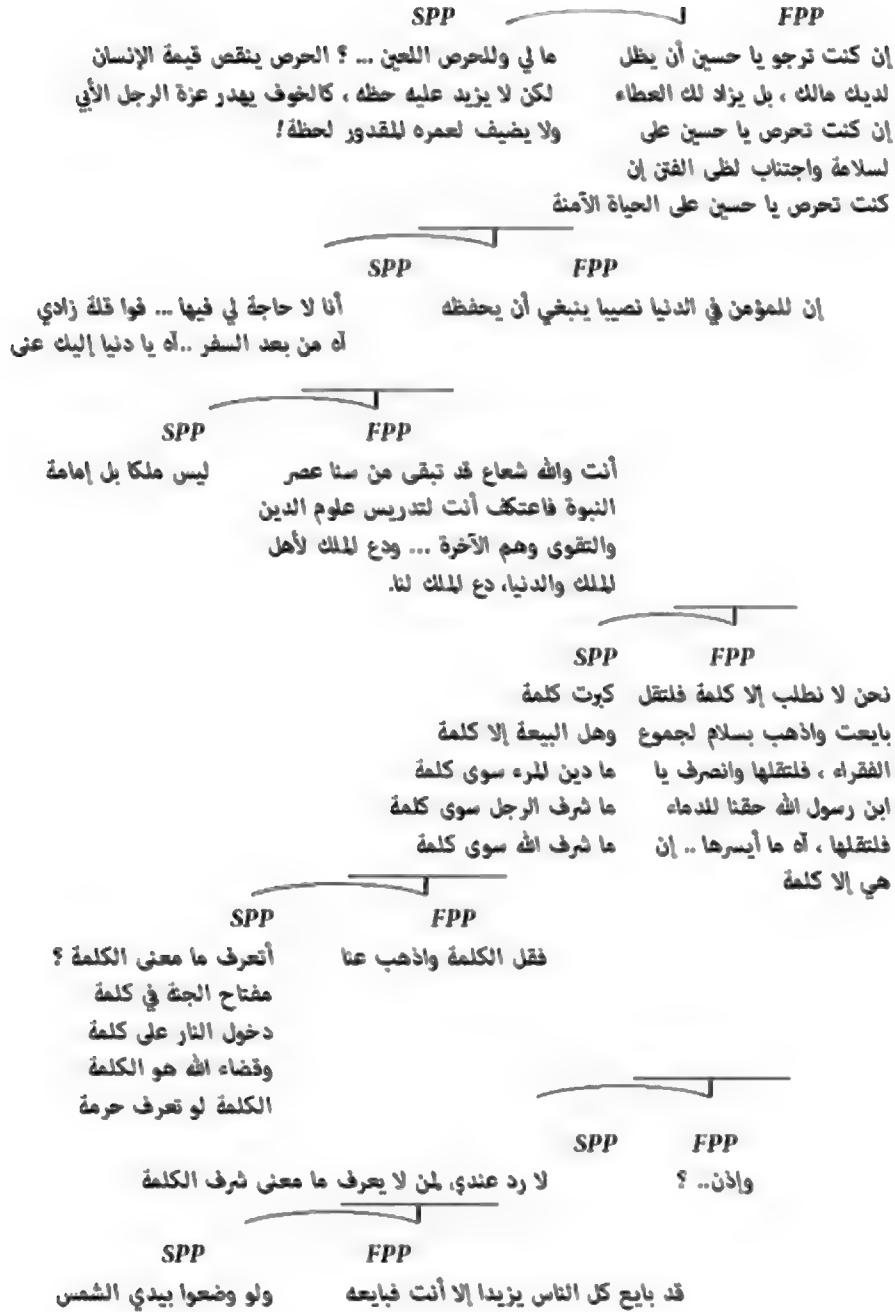 FPP SPP
إن كنت ترجو يا حسين أن يظل ما لي وللحرص اللعين ... ؟ الحرص ينقص قيمة الإنسان
لديك مالك ، بل يزاد لك العطاء لكن لا يزيد عليه حظه ، كالخوف يهدر عزة الرجل الأبي
إن كنت تحرص يا حسين على ولا يضيف لعمره المقدور لحظة!
لسلامة واجتناب لظى الفتن إن
كنت تحرص يا حسين على الحياة الآمنة
FPP SPP
إن للمؤمن في الدنيا نصيبا ينبغي أن يحفظه أنا لا حاجة لي فيها ... فوا قلة زادي
آه من بعد السفر ..آه يا دنيا إليك عنى
FPP SPP
أنت والله شعاع قد تبقى من سنا عصر ليس ملكا بل إمامة
النبوة فاعتكف أنت لتدريس علوم الدين
والتقوى وهم الآخرة ... ودع الملك لأهل
الملك والدنيا، دع الملك لنا.
FPP SPP
نحن لا نطلب إلا كلمة فلتقل كبرت كلمة
بايعت واذهب بسلام لجموع وهل البيعة إلا كلمة
الفقراء ، فلتقلها وانصرف يا ما دين المرء سوى كلمة
ابن رسول الله حقنا للدماء ما شرف الرجل سوى كلمة
فلتقلها ، آه ما أيسرها .. إن ما شرف الله سوى كلمة
هي إلا كلمة
FPP SPP
فقل الكلمة واذهب عنا أتعرف ما معنى الكلمة ؟
مفتاح الجنة في كلمة
دخول النار على كلمة
وقضاء الله هو الكلمة
الكلمة لو تعرف حرمة
FPP SPP
وإذن.. ؟ لا رد عندي، لمن لا يعرف ما معنى شرف الكلمة
FPP SPP
قد بايع كل الناس يزيدا إلا أنت فبايعه ولو وضعوا بيدي الشمس